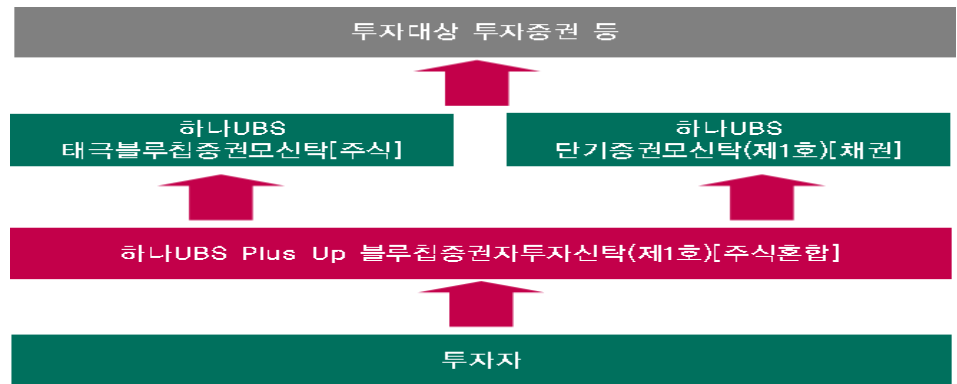 투자대상 투자증권 등
하나UBS
태극블루칩증권모신탁[주식]
하나UBS
단기증권모신탁(제1호)[채권]
하나UBS Plus Up 블루칩증권자투자신탁(제1호)[주식혼합]
투자자